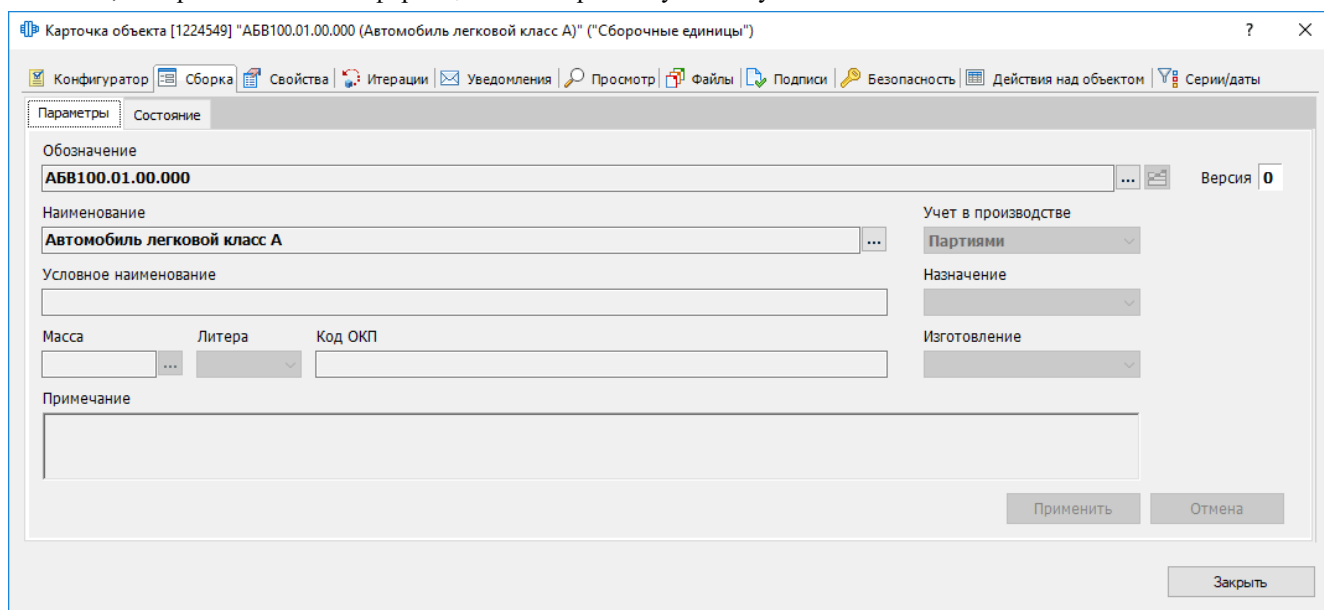 Карточка объекта [1224549] "АБВ100.01.00.000 (Автомобиль легковой класс А)" ("Сборочные единицы") ?
Конфигуратор Сборка Свойства Итерации Уведомления Просмотр Файлы Подписи Безопасность Действия над объектом Серии/даты
Параметры Состояние
Обозначение
АБВ100.01.00.000 ... Версия 0
Наименование Учет в производстве
Автомобиль легковой класс А ... Партиями
Условное наименование Назначение
Масса Литера Код ОКП Изготовление
...
Примечание
Применить Отмена
Закрыть